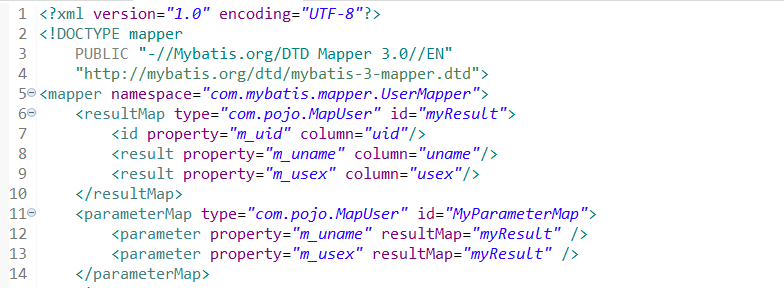 1 <?xml version="1.0" encoding="UTF-8"?>
2 <!DOCTYPE mapper
3     PUBLIC "-//Mybatis.org/DTD Mapper 3.0//EN"
4     "http://mybatis.org/dtd/mybatis-3-mapper.dtd">
5 <mapper namespace="com.mybatis.mapper.UserMapper">
6     <resultMap type="com.pojo.MapUser" id="myResult">
7         <id property="m_uid" column="uid"/>
8         <result property="m_uname" column="uname"/>
9         <result property="m_usex" column="usex"/>
10     </resultMap>
11     <parameterMap type="com.pojo.MapUser" id="MyParameterMap">
12         <parameter property="m_uname" resultMap="myResult" />
13         <parameter property="m_usex" resultMap="myResult" />
14     </parameterMap>